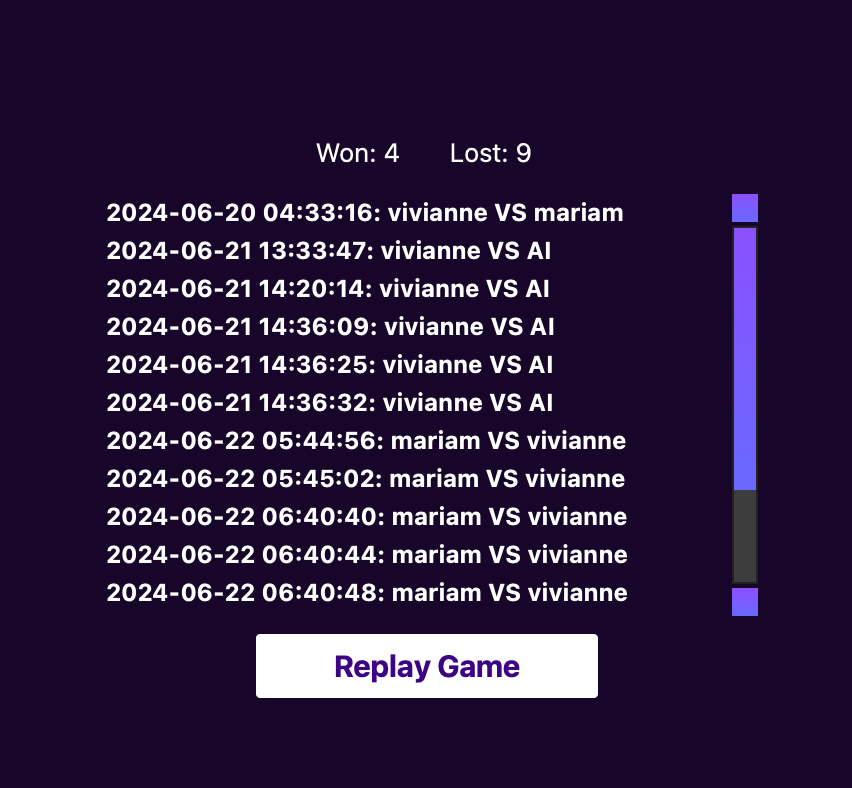 Won: 4 Lost: 9
2024-06-20 04:33:16: vivianne VS mariam
2024-06-21 13:33:47: vivianne VS AI
2024-06-21 14:20:14: vivianne VS AI
2024-06-21 14:36:09: vivianne VS AI
2024-06-21 14:36:25: vivianne VS AI
2024-06-21 14:36:32: vivianne VS AI
2024-06-22 05:44:56: mariam VS vivianne
2024-06-22 05:45:02: mariam VS vivianne
2024-06-22 06:40:40: mariam VS vivianne
2024-06-22 06:40:44: mariam VS vivianne
2024-06-22 06:40:48: mariam VS vivianne
Replay Game